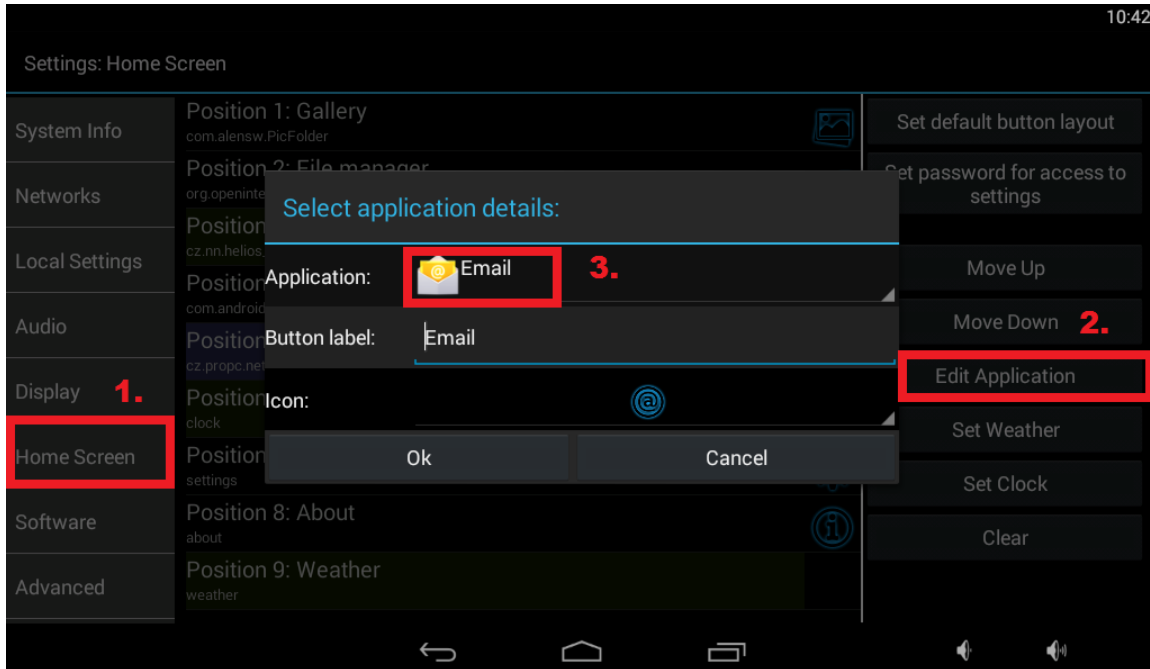 10:42
Settings: Home Screen
System Info
Networks
Local Settings
Audio
Display
1.
Home Screen
Software
Advanced
Position 1: Gallery
com.alensw.PicFolder
Position 2: File manager
org.openinte
Position
cz.nn.helios_
Position
com.android
Position
cz.propc.net
Position
clock
Position
settings
Position 8: About
about
Position 9: Weather
weather
Select application details:
Application:
Email
3.
Button label:
Email
Icon:
Ok
Cancel
Set default button layout
Set password for access to
settings
Move Up
Move Down
2.
Edit Application
Set Weather
Set Clock
Clear